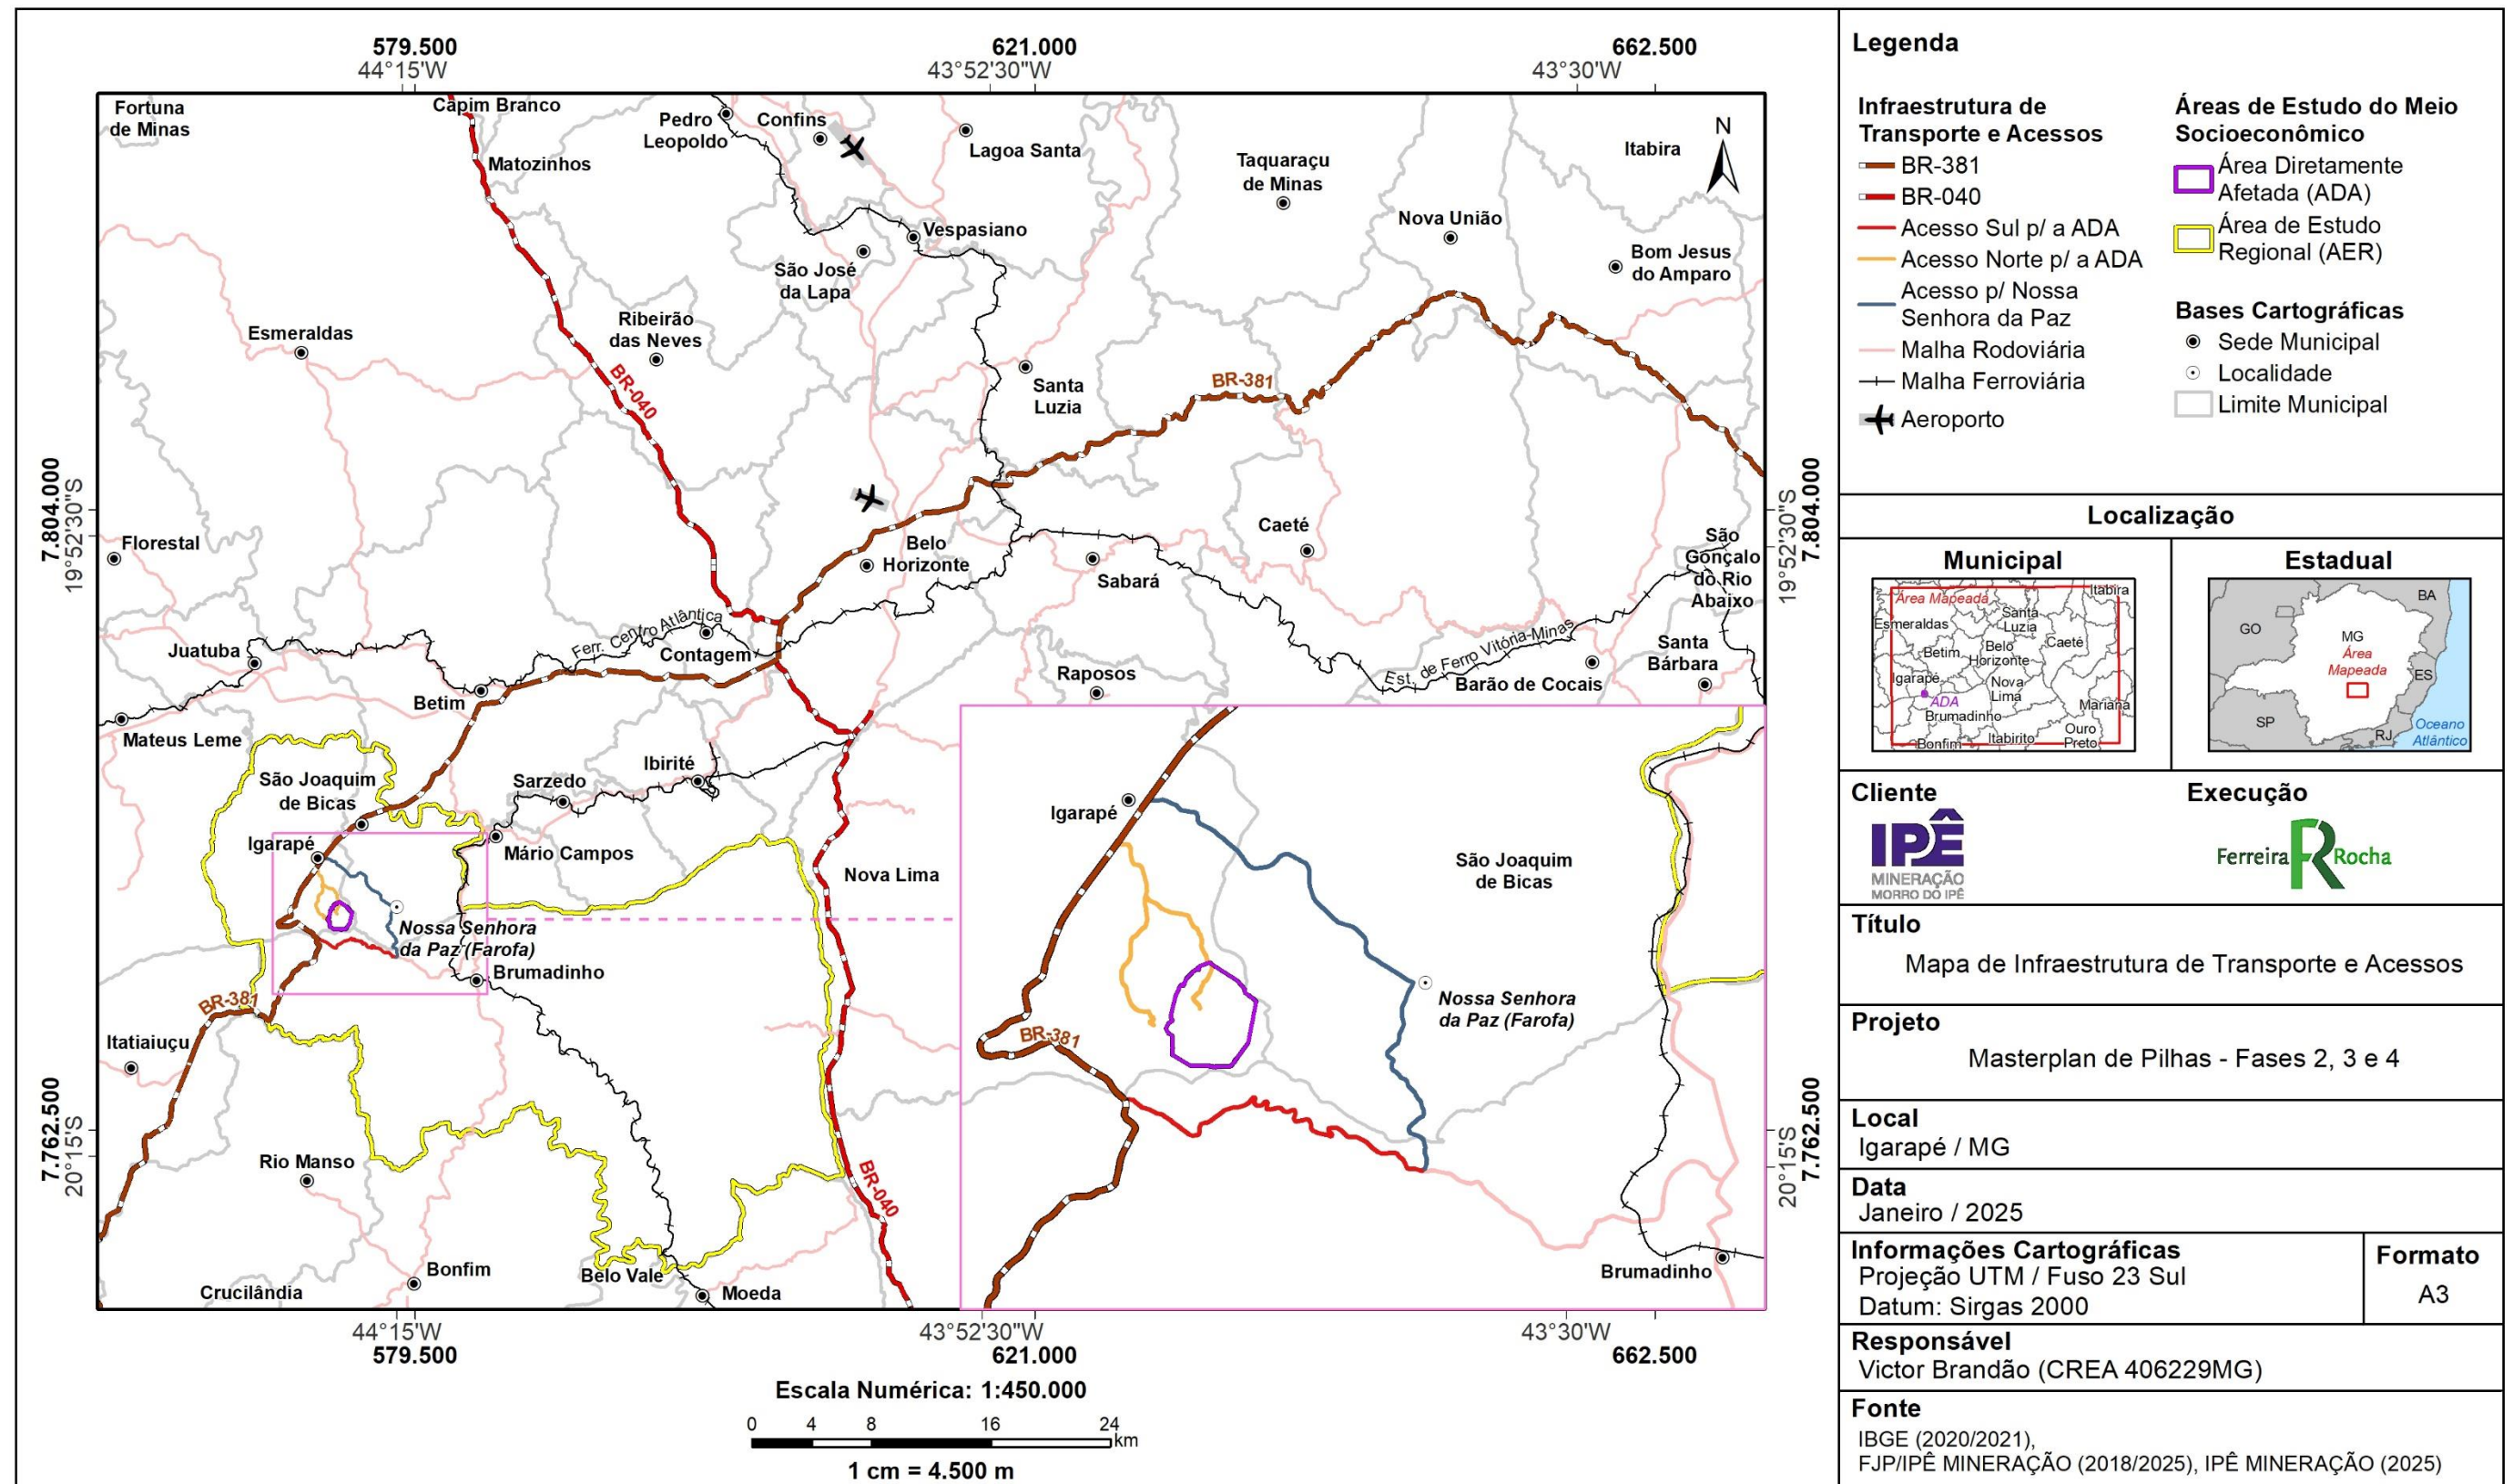 579.500
621.000
662.500
44°15'W
43°52'30"W
43°30'W
Fortuna
de Minas
Capim Branco
Matozinhos
Pedro
Leopoldo
Confins
Lagoa Santa
Taquaraçu
de Minas
Itabira
N
Nova União
Bom Jesus
do Amparo
Vespasiano
São José
da Lapa
Ribeirão
das Neves
Esmeraldas
BR-040
BR-381
Santa
Luzia
7.804.000
19°52'30"S
Florestal
Belo
Horizonte
Caeté
Sabará
São
Gonçalo
do Rio
Abaixo
19°52'30"S
7.804.000
Ferr. Centro Atlântica
Contagem
Juatuba
Betim
Mateus Leme
Raposos
Est. de Ferro Vitória-Minas
Barão de Cocais
Santa
Bárbara
São Joaquim
de Bicas
Sarzedo
Ibirité
Igarapé
Mário Campos
Nova Lima
Nossa Senhora
da Paz (Farofa)
Brumadinho
BR-381
Itatiaiuçu
7.762.500
20°15'S
Rio Manso
BR-040
Bonfim
Crucilândia
Belo Vale
Moeda
Igarapé
São Joaquim
de Bicas
Nossa Senhora
da Paz (Farofa)
BR-381
Brumadinho
20°15'S
7.762.500
44°15'W
43°52'30"W
43°30'W
579.500
621.000
662.500
Escala Numérica: 1:450.000
0 4 8 16 24
km
1 cm = 4.500 m
Legenda
Infraestrutura de
Transporte e Acessos
BR-381
BR-040
Acesso Sul p/ a ADA
Acesso Norte p/ a ADA
Acesso p/ Nossa
Senhora da Paz
Malha Rodoviária
Malha Ferroviária
Aeroporto
Áreas de Estudo do Meio
Socioeconômico
Área Diretamente
Afetada (ADA)
Área de Estudo
Regional (AER)
Bases Cartográficas
Sede Municipal
Localidade
Limite Municipal
Localização
Municipal
Área Mapeada
Itabira
Esmeraldas
Santa
Luzia
Betim
Belo
Horizonte
Caeté
Igarapé
Nova
Lima
ADA
Mariana
Brumadinho
Ouro
Preto
Bonfim
Itabirito
Estadual
BA
GO
MG
Área
Mapeada
ES
SP
RJ
Oceano
Atlântico
Cliente
IPÊ
MINERAÇÃO
MORRO DO IPÊ
Execução
Ferreira FR Rocha
Título
Mapa de Infraestrutura de Transporte e Acessos
Projeto
Masterplan de Pilhas - Fases 2, 3 e 4
Local
Igarapé / MG
Data
Janeiro / 2025
Informações Cartográficas
Projeção UTM / Fuso 23 Sul
Datum: Sirgas 2000
Formato
A3
Responsável
Victor Brandão (CREA 406229MG)
Fonte
IBGE (2020/2021),
FJP/IPÊ MINERAÇÃO (2018/2025), IPÊ MINERAÇÃO (2025)